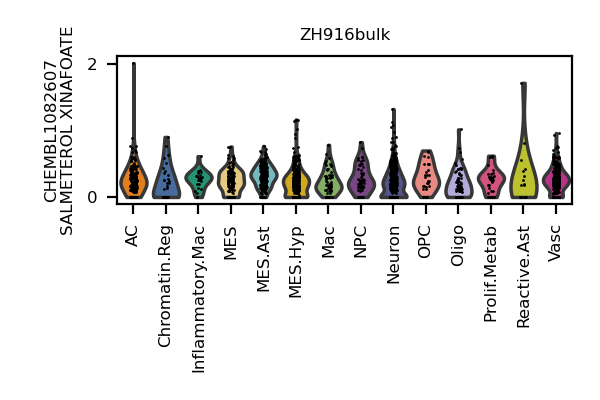 ZH916bulk
CHEMBL1082607
SALMETEROL XINAFOATE
2
0
AC
Chromatin.Reg
Inflammatory.Mac
MES
MES.Ast
MES.Hyp
Mac
NPC
Neuron
OPC
Oligo
Prolif.Metab
Reactive.Ast
Vasc